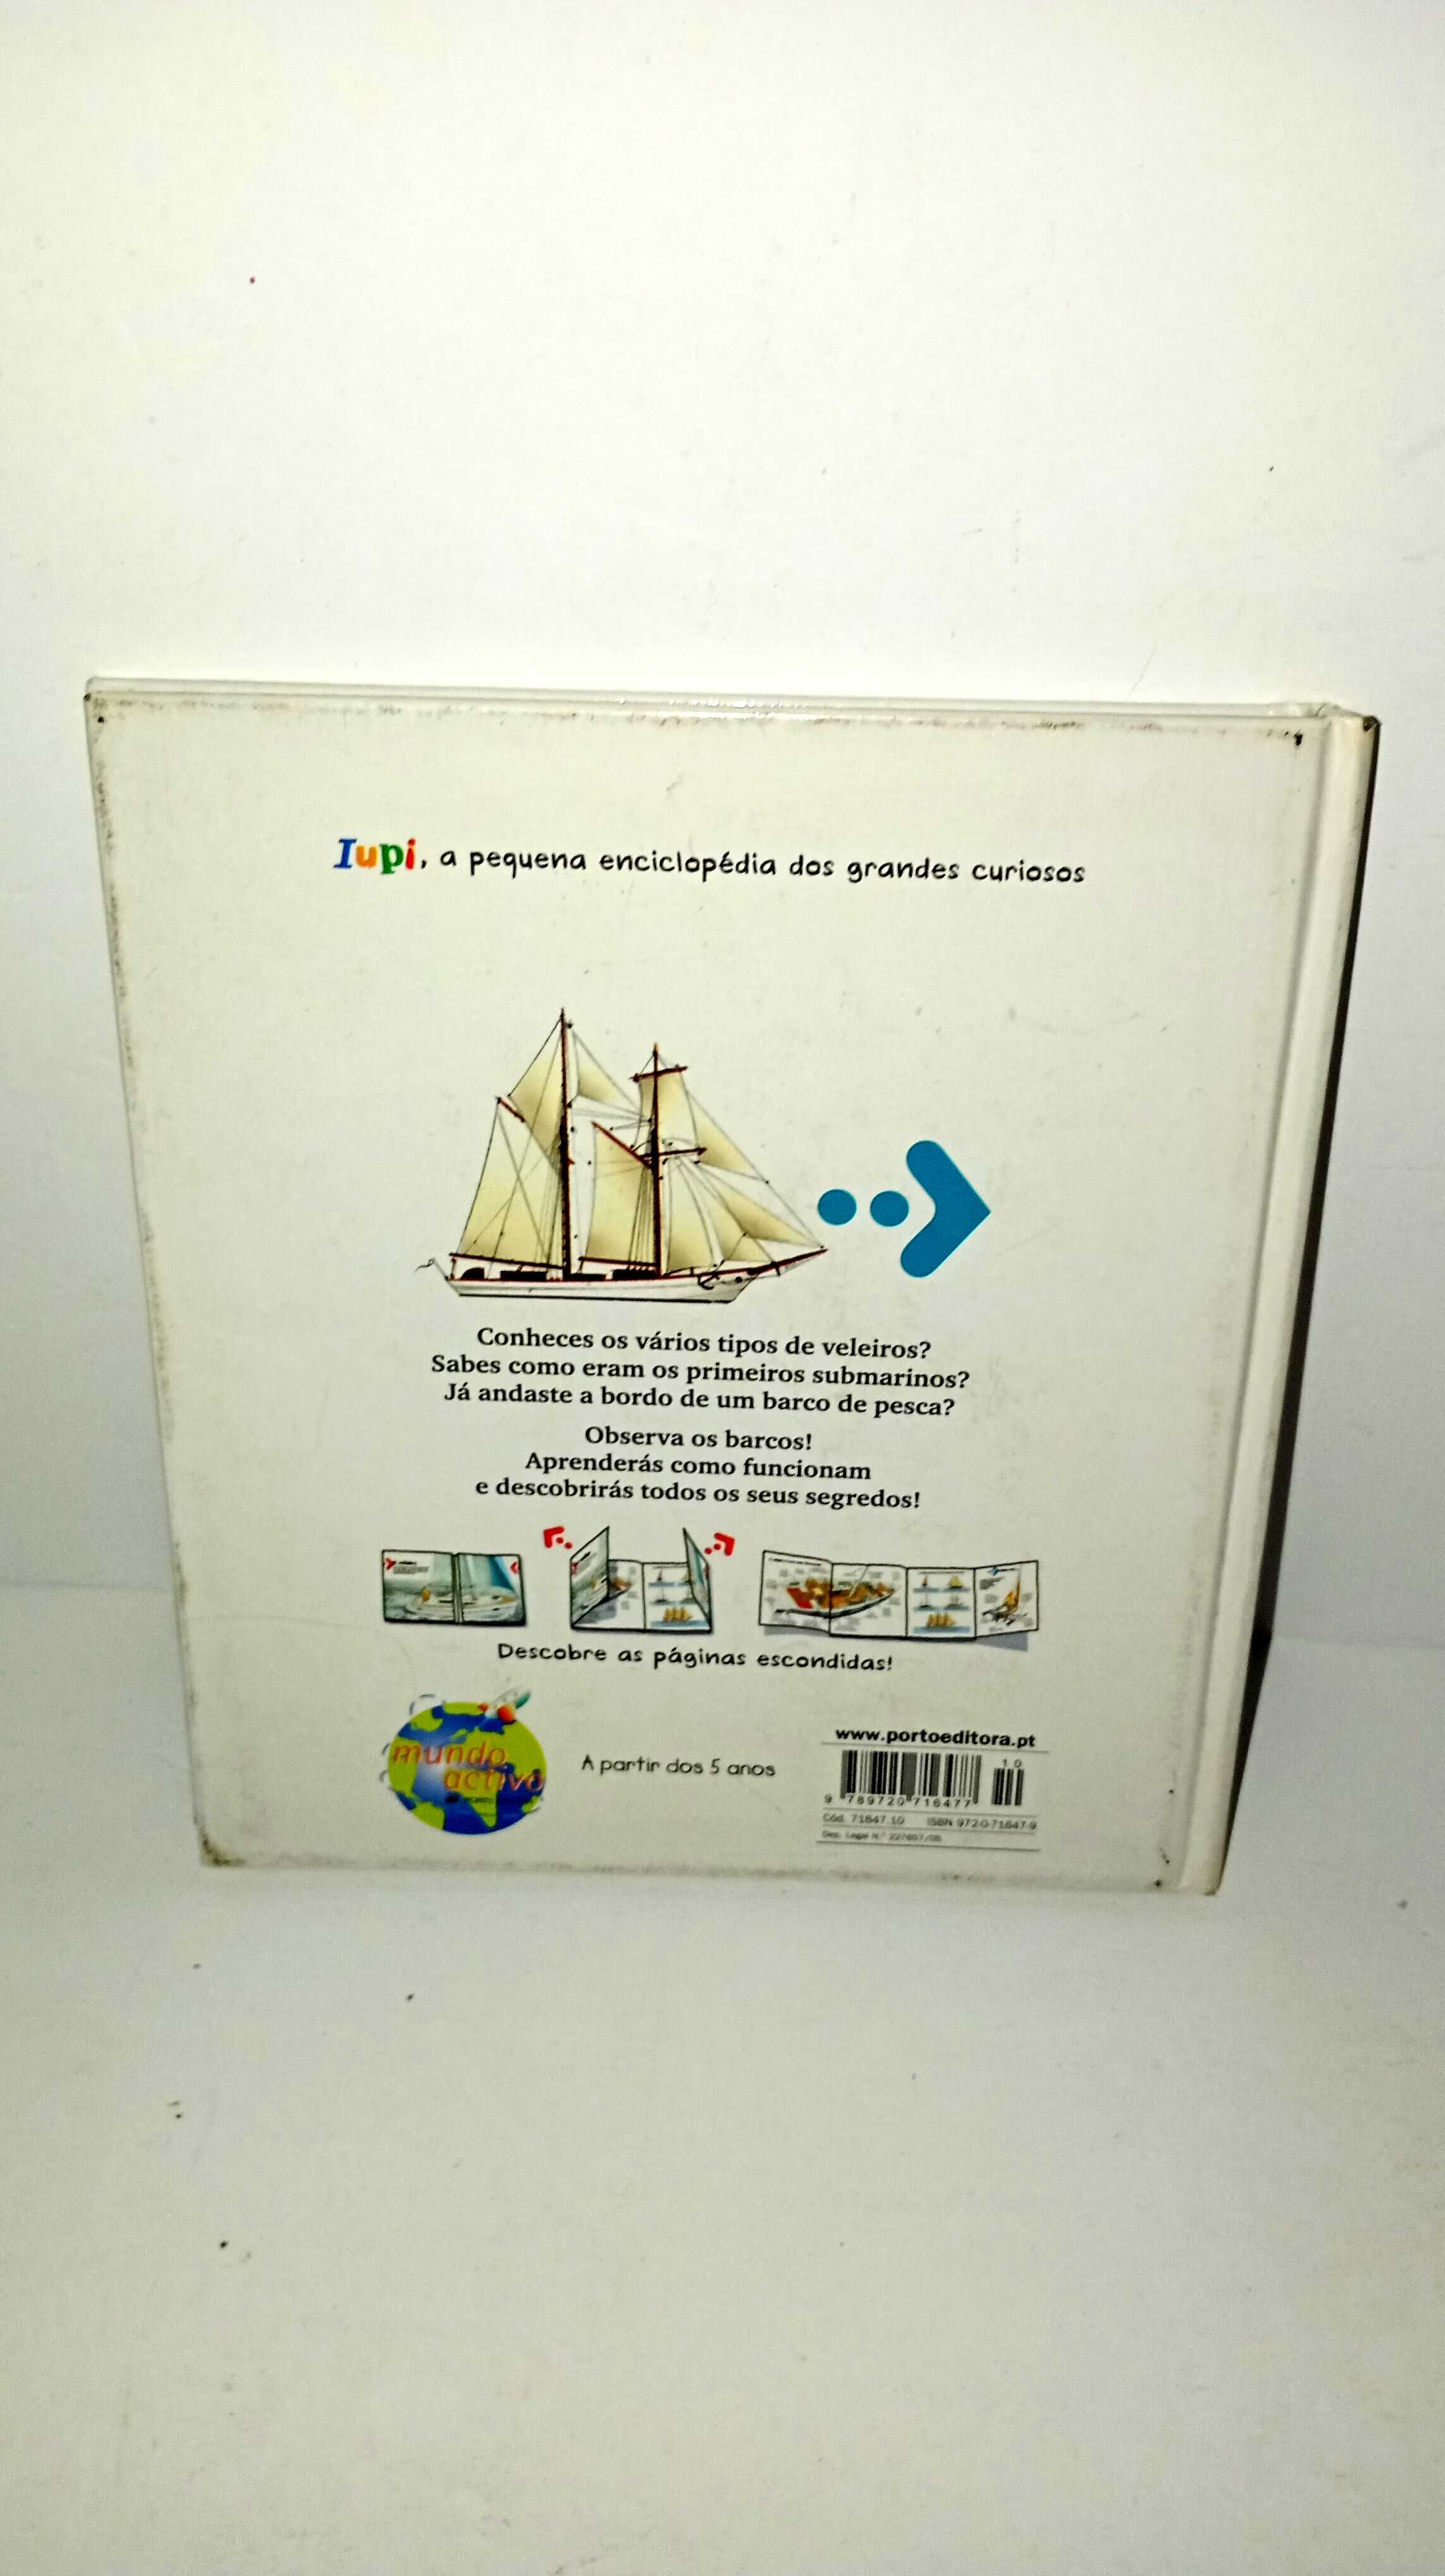 Iupi, a pequena enciclopédia dos grandes curiosos
Conheces os vários tipos de veleiros?
Sabes como eram os primeiros submarinos?
Já andaste a bordo de um barco de pesca?
Observa os barcos!
Aprenderás como funcionam
e descobrirás todos os seus segredos!
Descobre as páginas escondidas!
mundo
activo
A partir dos 5 anos
www.portoeditora.pt
10
9 789720 716477
Cód. 71647.10 ISBN 972-0-71647-9
Dep. Legal N.º